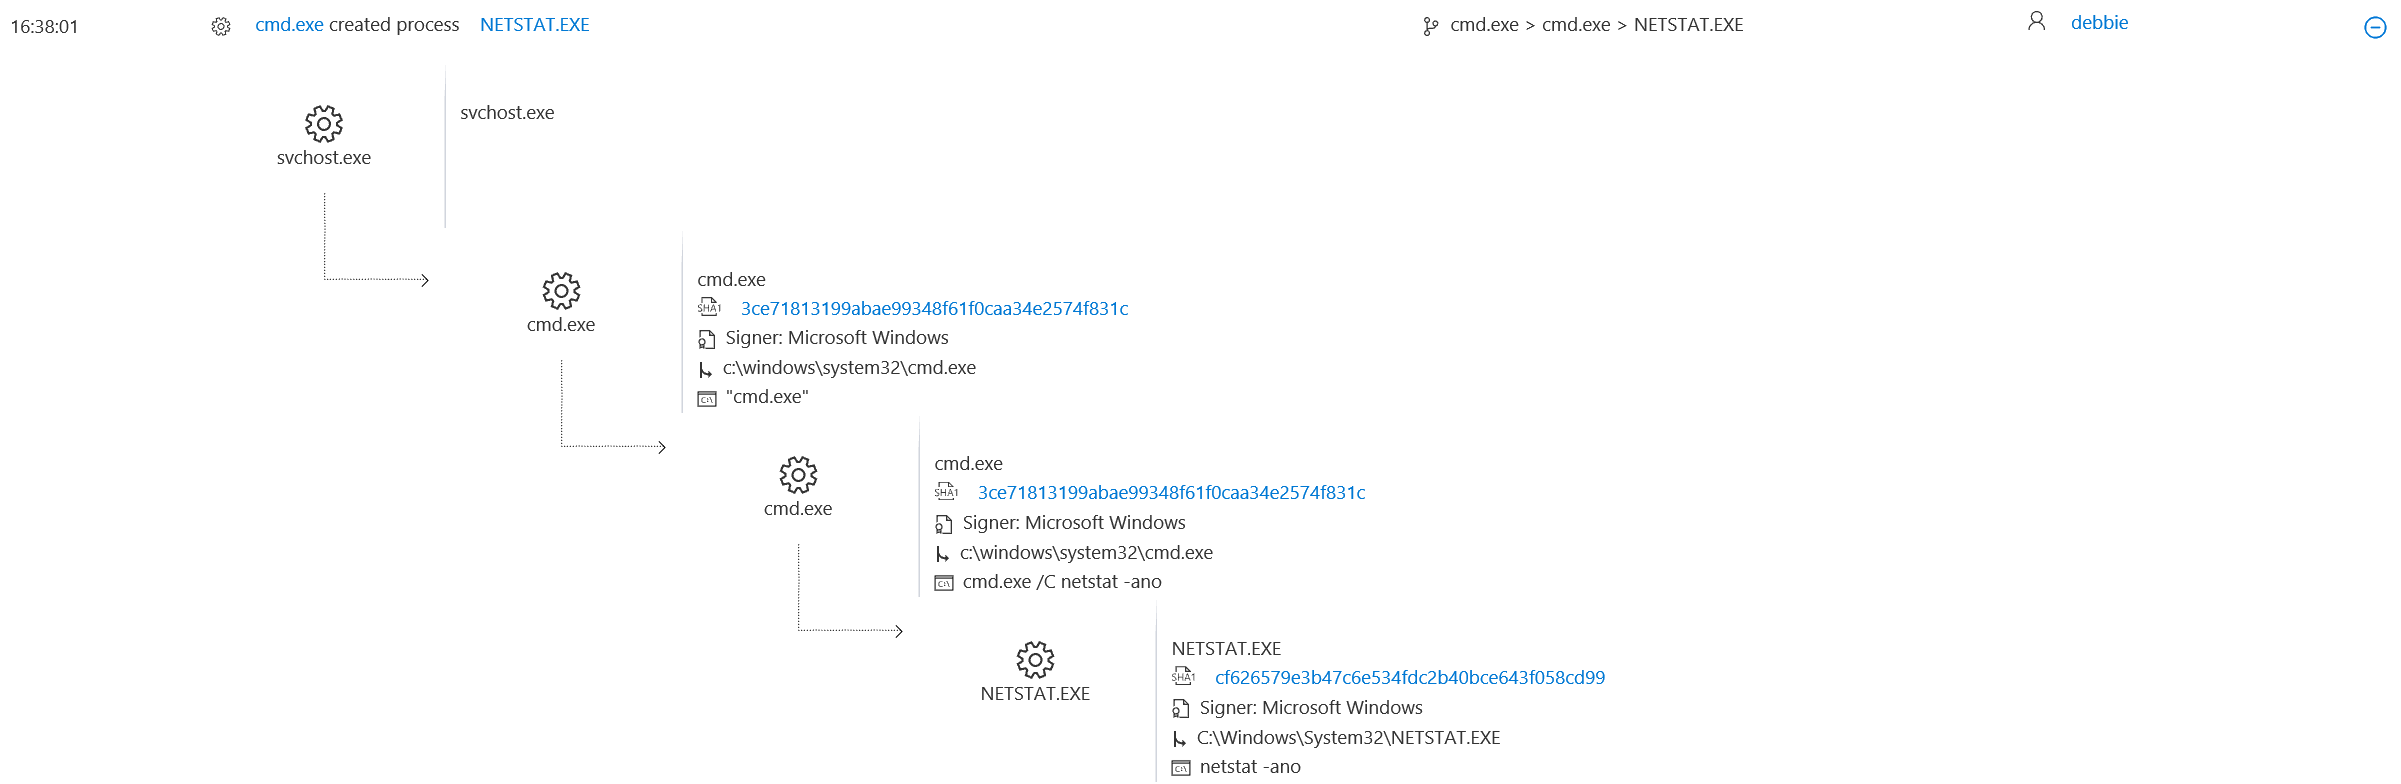 16:38:01 cmd.exe created process NETSTAT.EXE cmd.exe > cmd.exe > NETSTAT.EXE debbie
svchost.exe
svchost.exe
cmd.exe
SHA1 3ce71813199abae99348f61f0caa34e2574f831c
cmd.exe
Signer: Microsoft Windows
c:\windows\system32\cmd.exe
C:\ "cmd.exe"
cmd.exe
SHA1 3ce71813199abae99348f61f0caa34e2574f831c
cmd.exe
Signer: Microsoft Windows
c:\windows\system32\cmd.exe
C:\ cmd.exe /C netstat -ano
NETSTAT.EXE
SHA1 cf626579e3b47c6e534fdc2b40bce643f058cd99
NETSTAT.EXE
Signer: Microsoft Windows
C:\Windows\System32\NETSTAT.EXE
C:\ netstat -ano